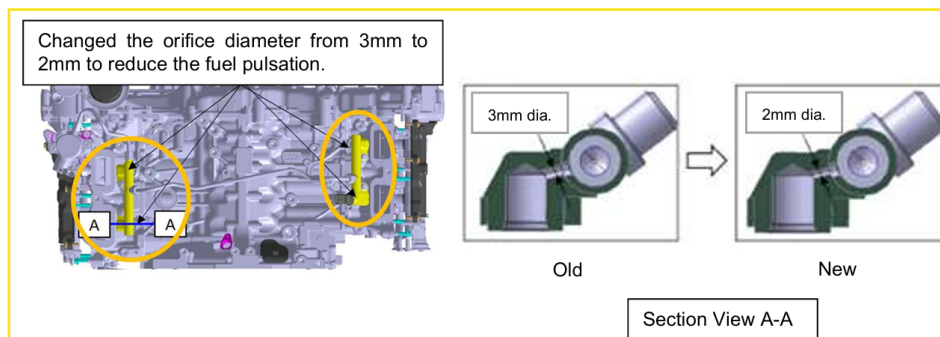 Changed the orifice diameter from 3mm to
2mm to reduce the fuel pulsation.
A
A
3mm dia.
2mm dia.
Old
New
Section View A-A